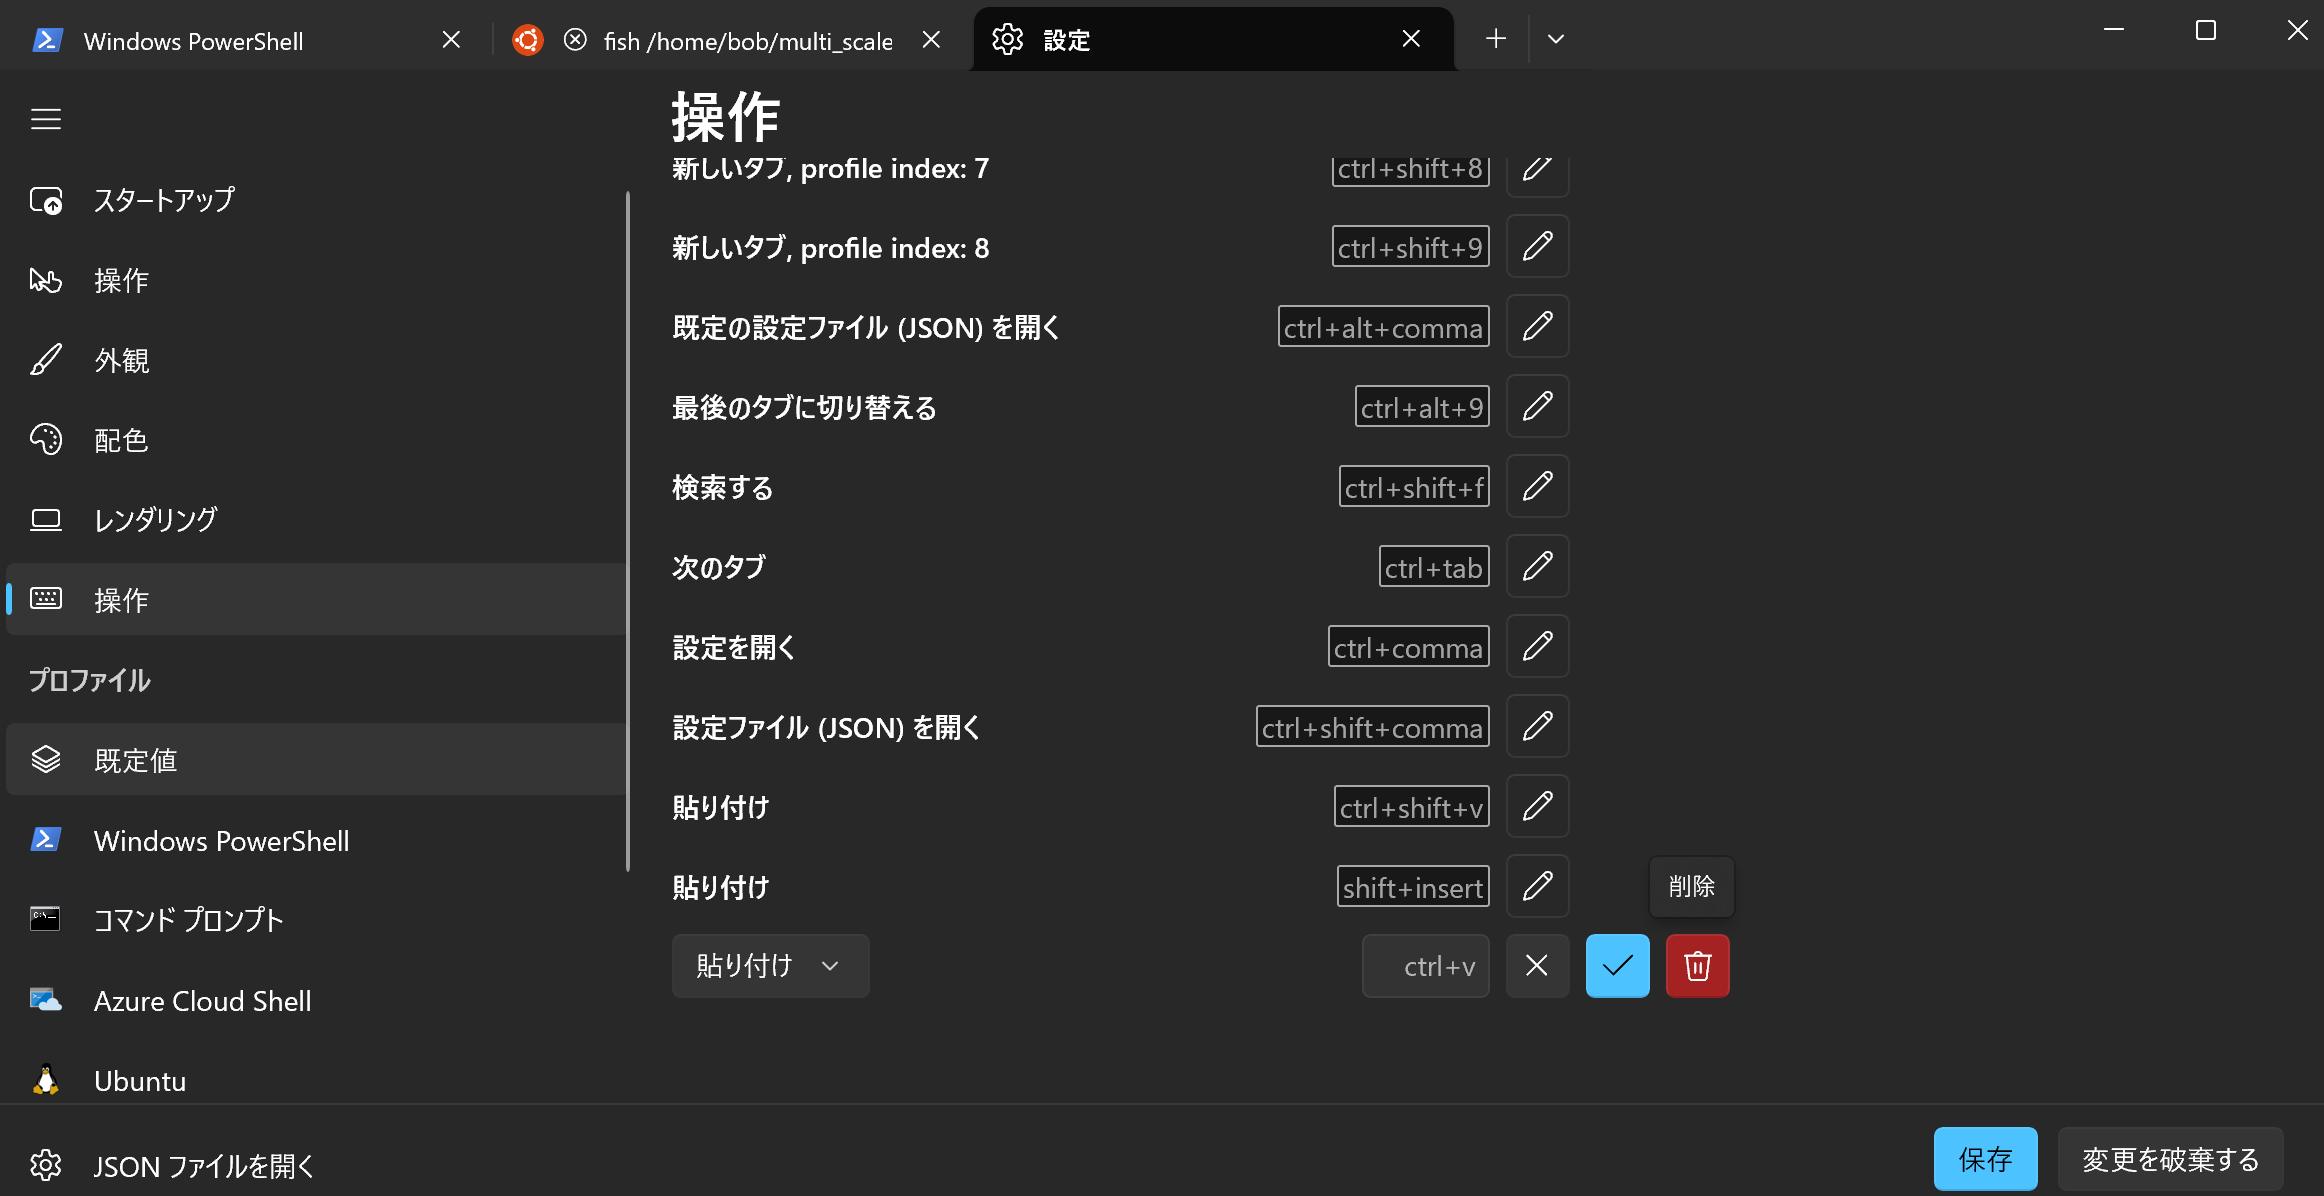 Windows PowerShell
fish /home/bob/multi_scale
設定
操作
スタートアップ
操作
外観
配色
レンダリング
操作
プロファイル
既定値
Windows PowerShell
コマンド プロンプト
Azure Cloud Shell
Ubuntu
JSON ファイルを開く
新しいタブ, profile index: 7 ctrl+shift+8
新しいタブ, profile index: 8 ctrl+shift+9
既定の設定ファイル (JSON) を開く ctrl+alt+comma
最後のタブに切り替える ctrl+alt+9
検索する ctrl+shift+f
次のタブ ctrl+tab
設定を開く ctrl+comma
設定ファイル (JSON) を開く ctrl+shift+comma
貼り付け ctrl+shift+v
貼り付け shift+insert
削除
貼り付け ctrl+v
保存 変更を破棄する